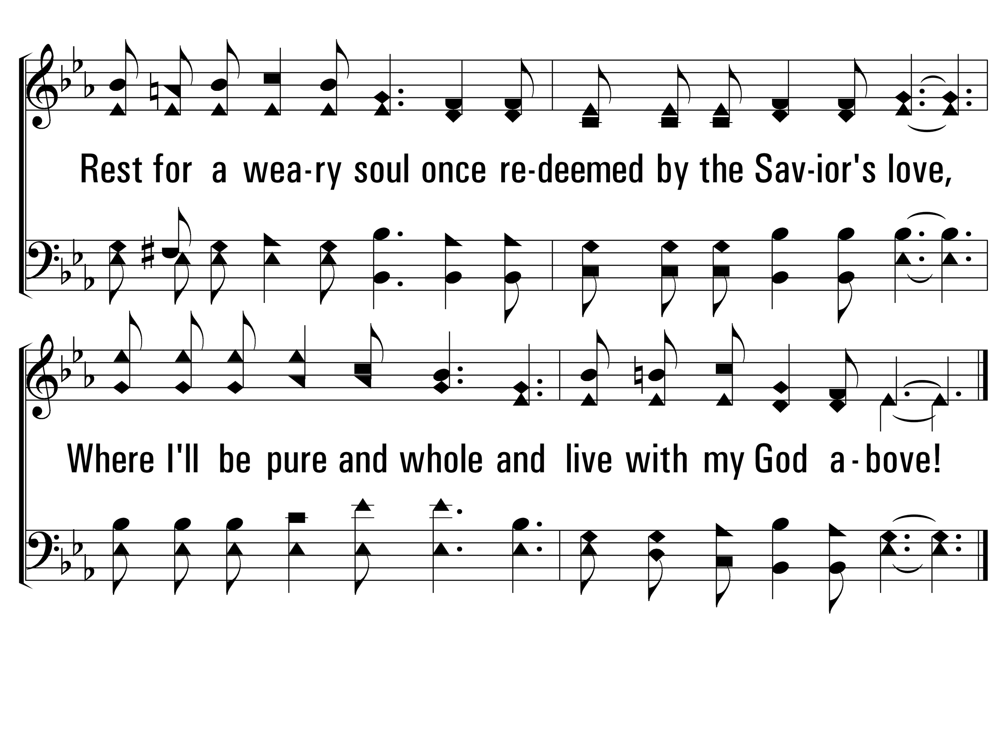 Rest for a wea-ry soul once re-deemed by the Sav-ior's love,
Where I'll be pure and whole and live with my God a-bove!